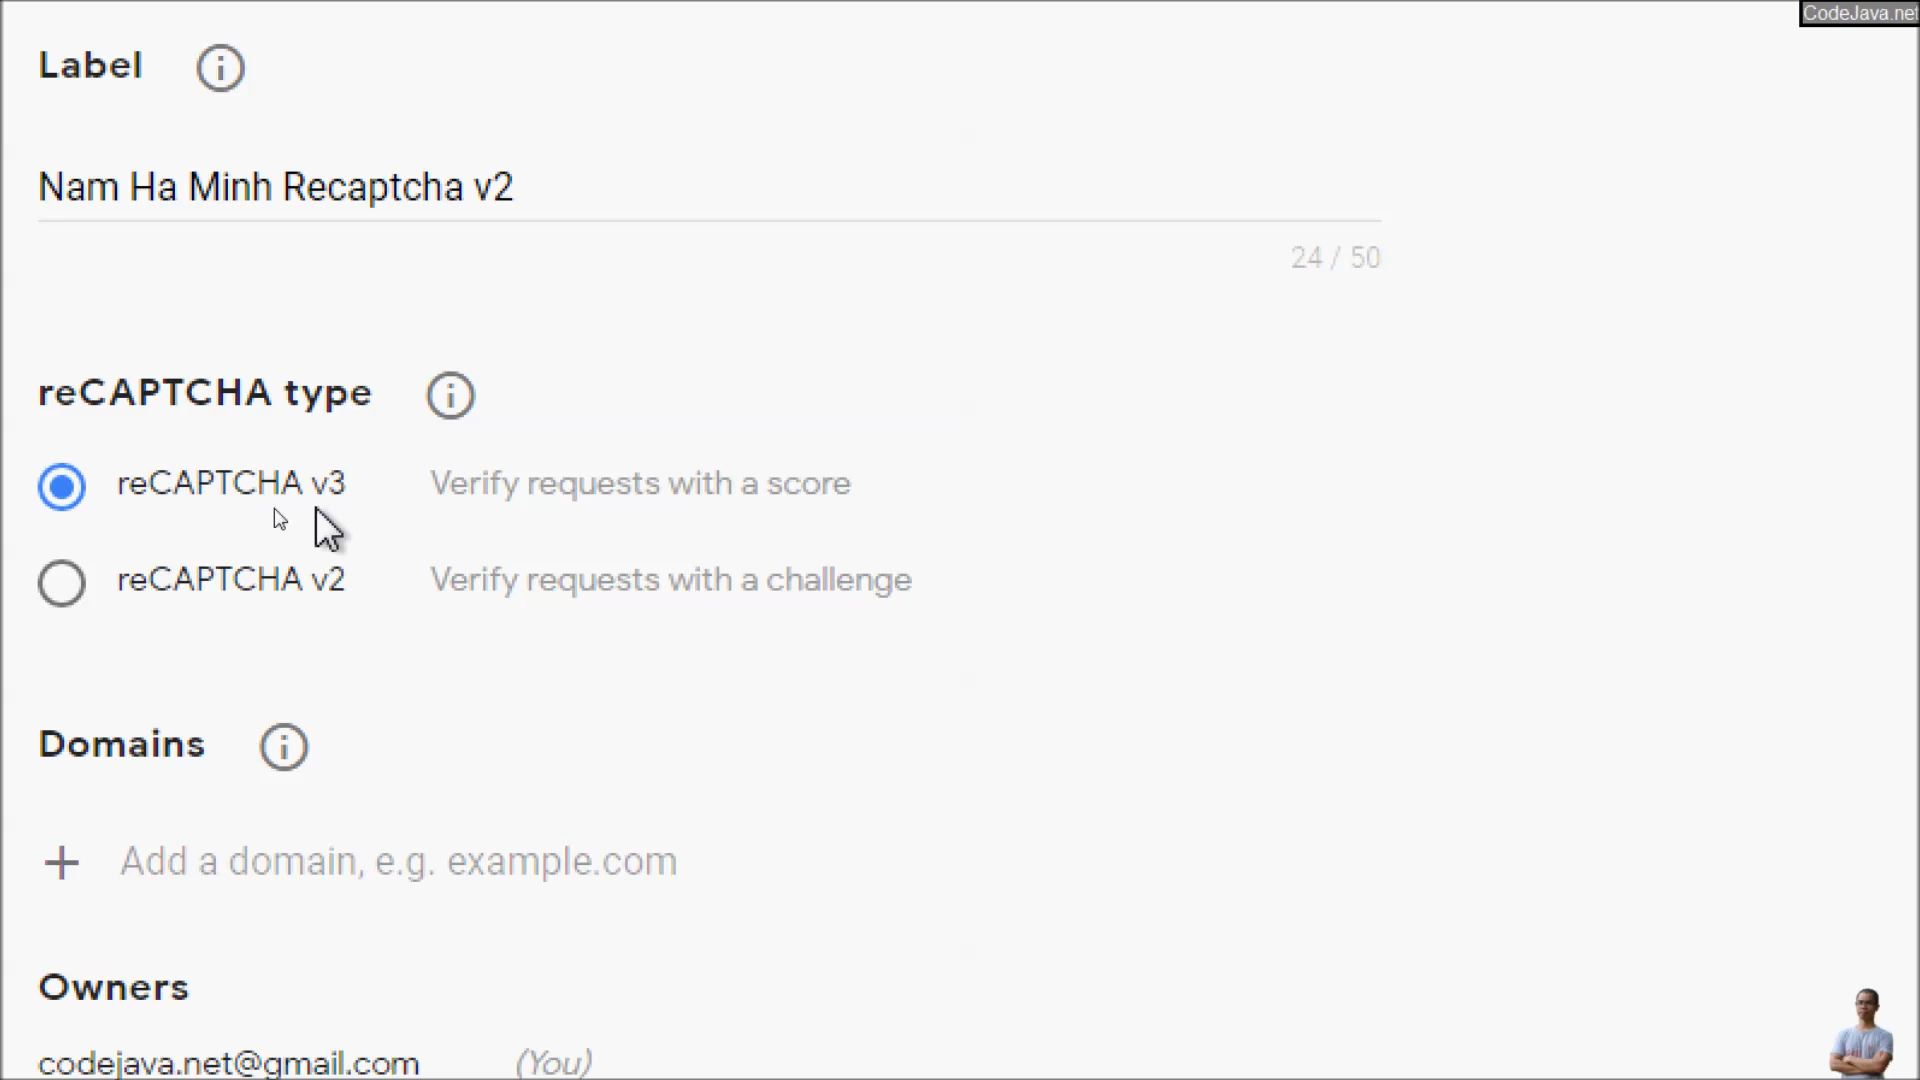 CodeJava.net
Label
Nam Ha Minh Recaptcha v2
24 / 50
reCAPTCHA type
reCAPTCHA v3 Verify requests with a score
reCAPTCHA v2 Verify requests with a challenge
Domains
Add a domain, e.g. example.com
Owners
codejava.net@gmail.com (You)